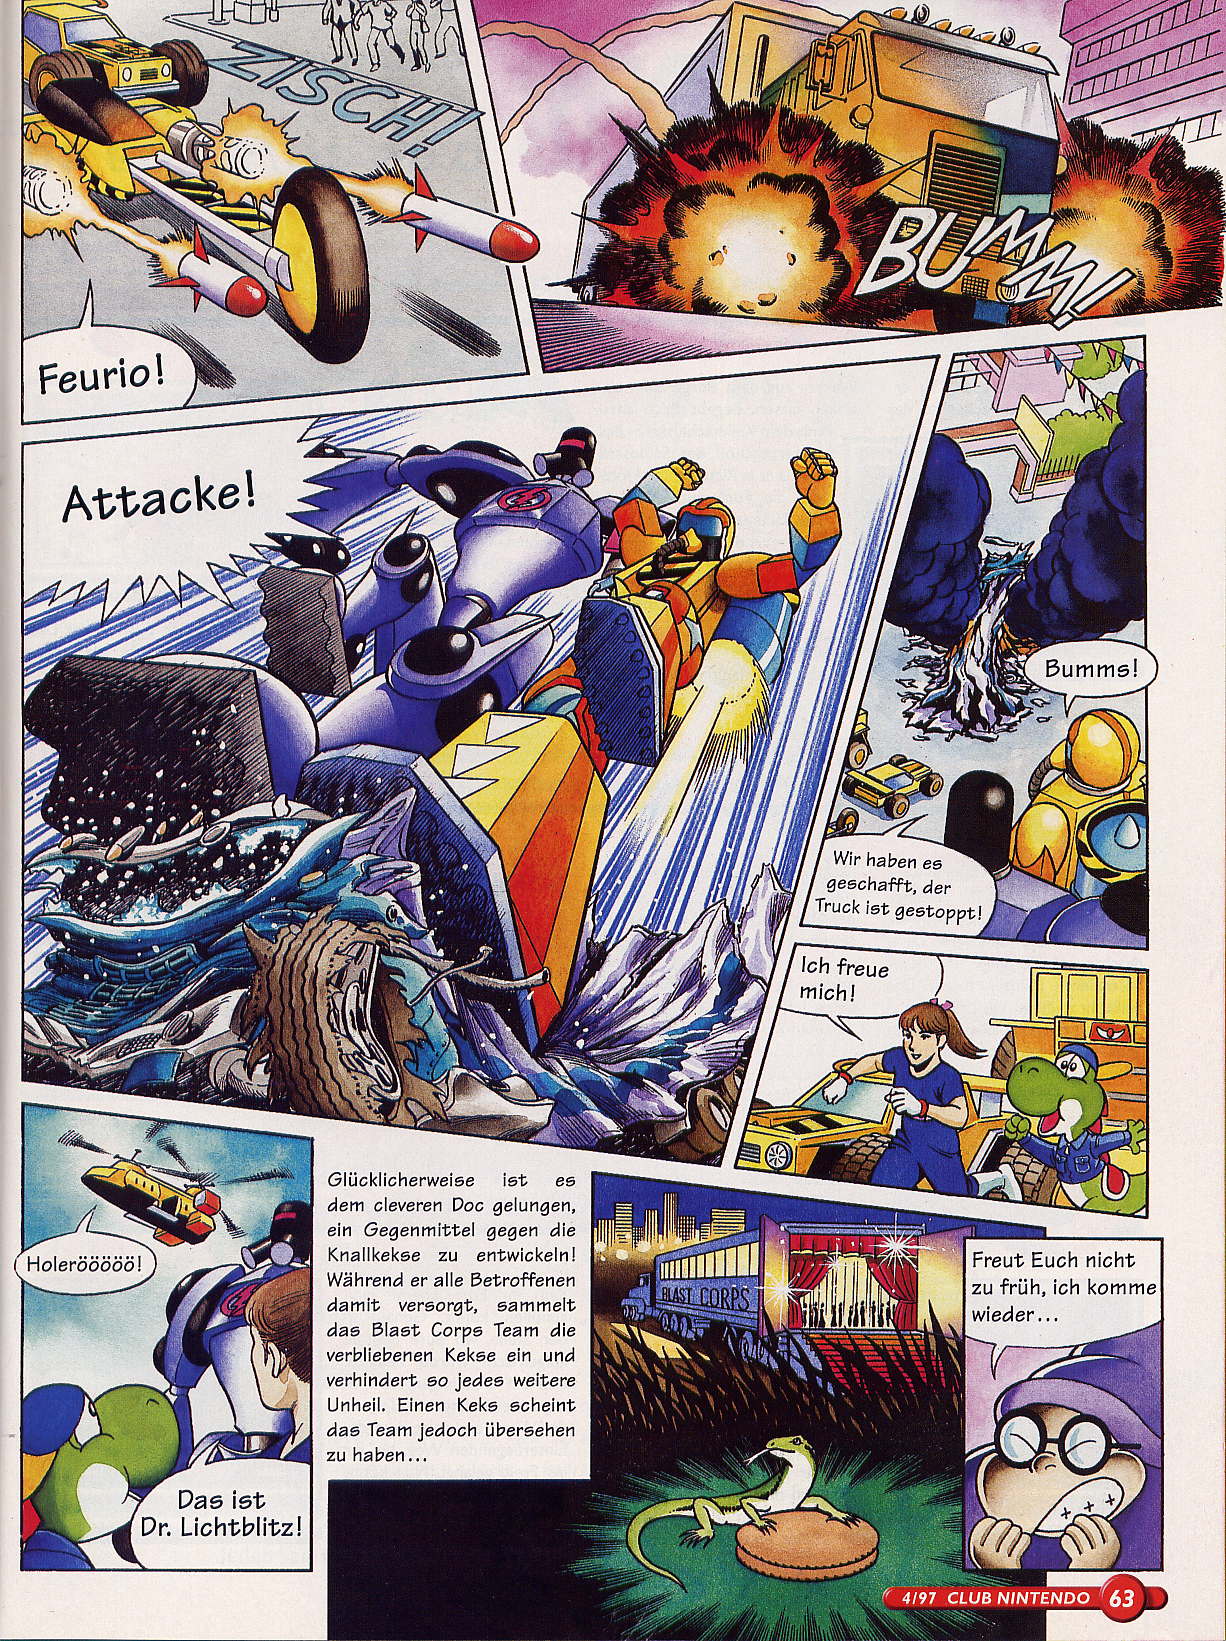 ZISCH!
Feurio!
BUMMM!
Attacke!
Bumms!
Wir haben es
geschafft, der
Truck ist gestoppt!
Ich freue
mich!
Holeröööö̈ö!
Das ist
Dr. Lichtblitz!
Glücklicherweise ist es
dem cleveren Doc gelungen,
ein Gegenmittel gegen die
Knallkekse zu entwickeln!
Während er alle Betroffenen
damit versorgt, sammelt
das Blast Corps Team die
verbliebenen Kekse ein und
verhindert so jedes weitere
Unheil. Einen Keks scheint
das Team jedoch übersehen
zu haben...
BLAST CORPS
Freut Euch nicht
zu früh, ich komme
wieder...
4/97 CLUB NINTENDO 63